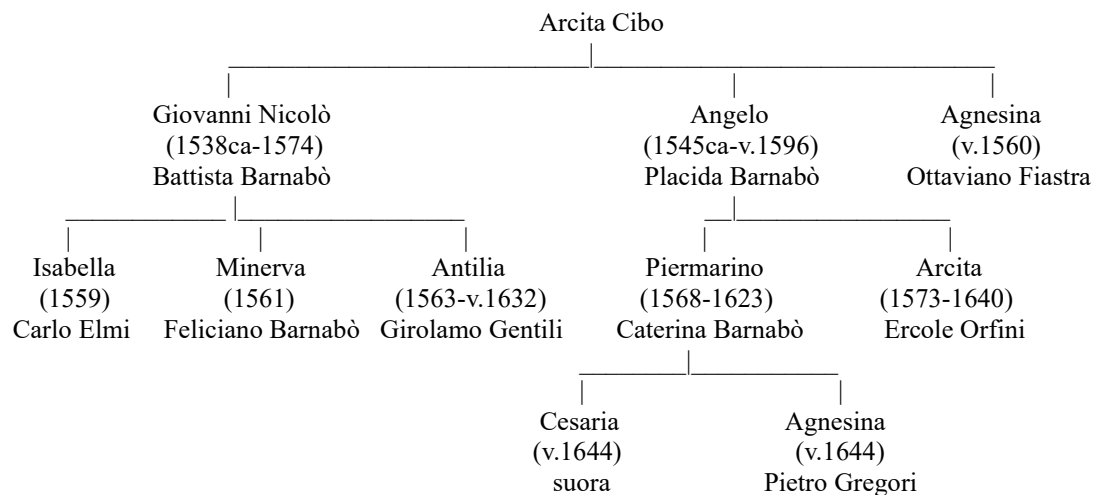 Arcita Cibo
Giovanni Nicolò Angelo Agnesina
(1538ca-1574) (1545ca-v.1596) (v.1560)
Battista Barnabò Placida Barnabò Ottaviano Fiastra
Isabella Minerva Antilia Piermarino Arcita
(1559) (1561) (1563-v.1632) (1568-1623) (1573-1640)
Carlo Elmi Feliciano Barnabò Girolamo Gentili Caterina Barnabò Ercole Orfini
Cesaria Agnesina
(v.1644) (v.1644)
suora Pietro Gregori